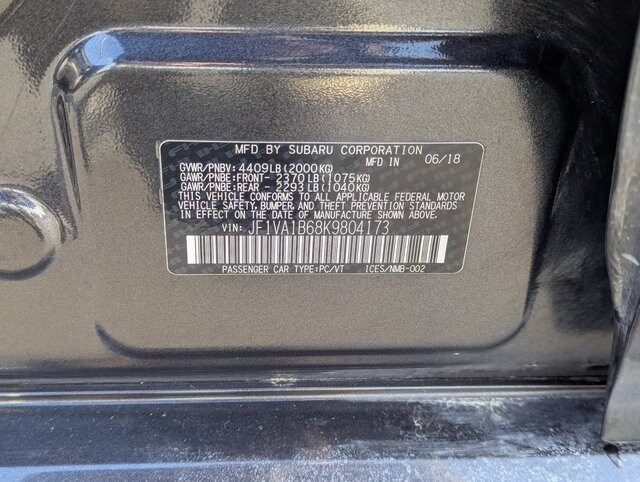 MFD BY SUBARU CORPORATION
GVWR/PNBV: 4409LB(2000KG) MFD IN 06/18
GAWR/PNBE:FRONT- 2370LB(1075KG)
GAWR/PNBE:REAR - 2293LB(1040KG)
THIS VEHICLE CONFORMS TO ALL APPLICABLE FEDERAL MOTOR
VEHICLE SAFETY, BUMPER, AND THEFT PREVENTION STANDARDS
IN EFFECT ON THE DATE OF MANUFACTURE SHOWN ABOVE.
VIN: JF1VA1B68K9804173
PASSENGER CAR TYPE:PC/VT ICES/NMB-002